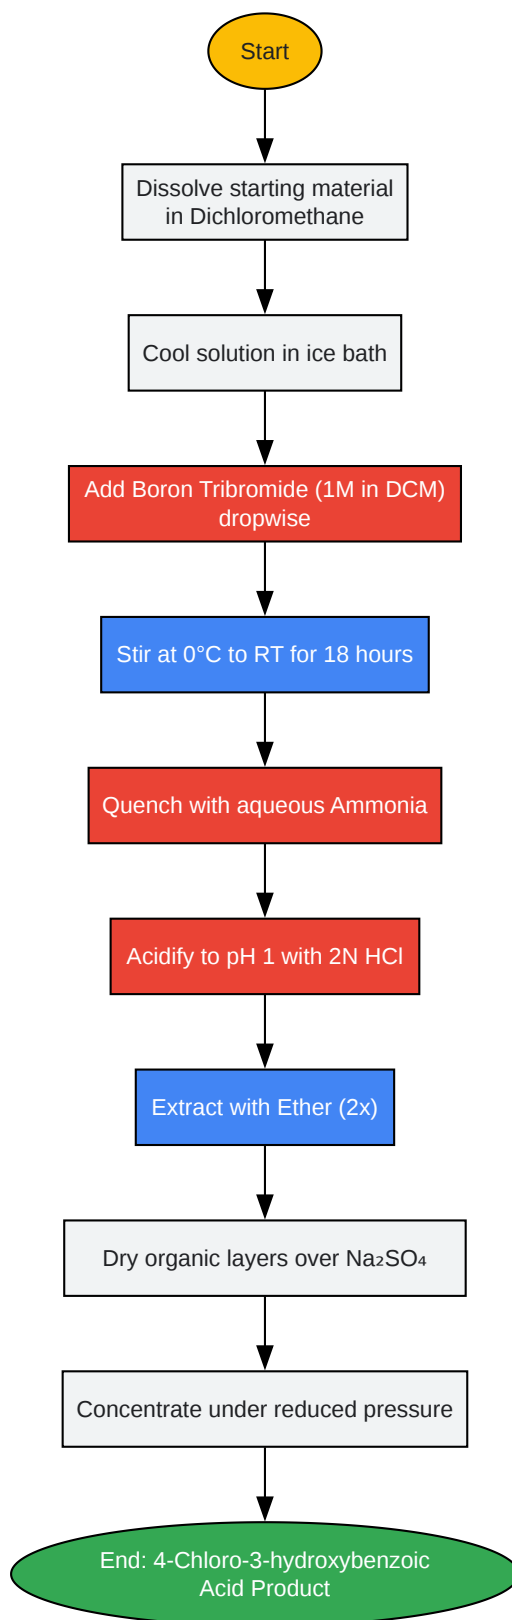 Start
Dissolve starting material
in Dichloromethane
Cool solution in ice bath
Add Boron Tribromide (1M in DCM)
dropwise
Stir at 0°C to RT for 18 hours
Quench with aqueous Ammonia
Acidify to pH 1 with 2N HCl
Extract with Ether (2x)
Dry organic layers over Na₂SO₄
Concentrate under reduced pressure
End: 4-Chloro-3-hydroxybenzoic
Acid Product